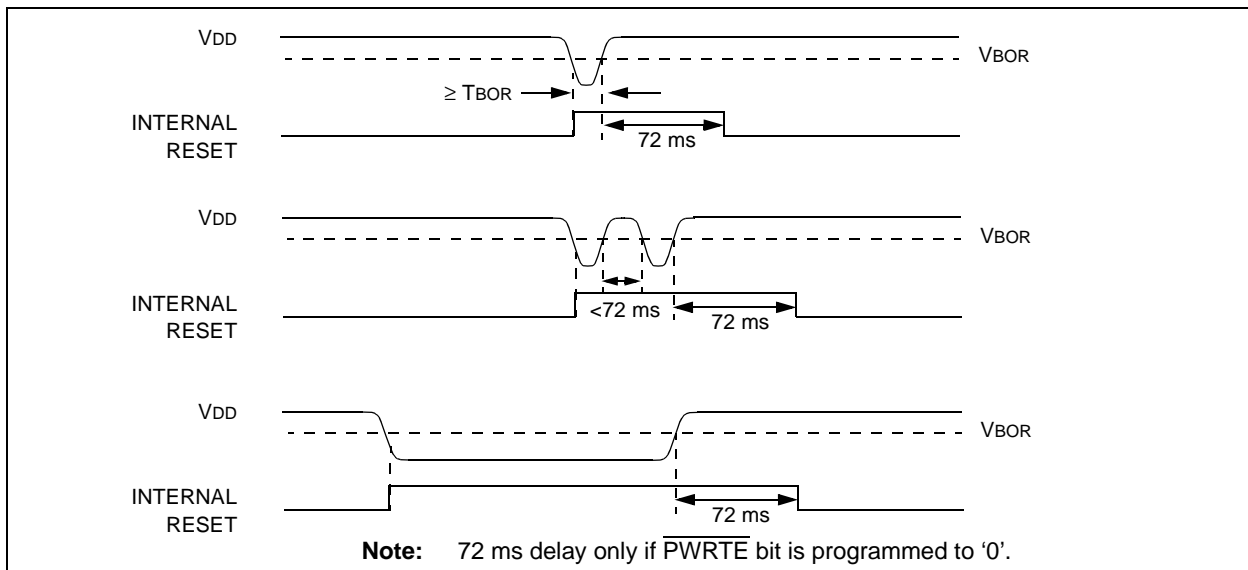 VDD
VBOR
≥ TBOR
INTERNAL
RESET
72 ms
VDD
VBOR
INTERNAL
RESET
<72 ms
72 ms
VDD
VBOR
INTERNAL
RESET
72 ms
Note: 72 ms delay only if PWRTE bit is programmed to ‘0’.